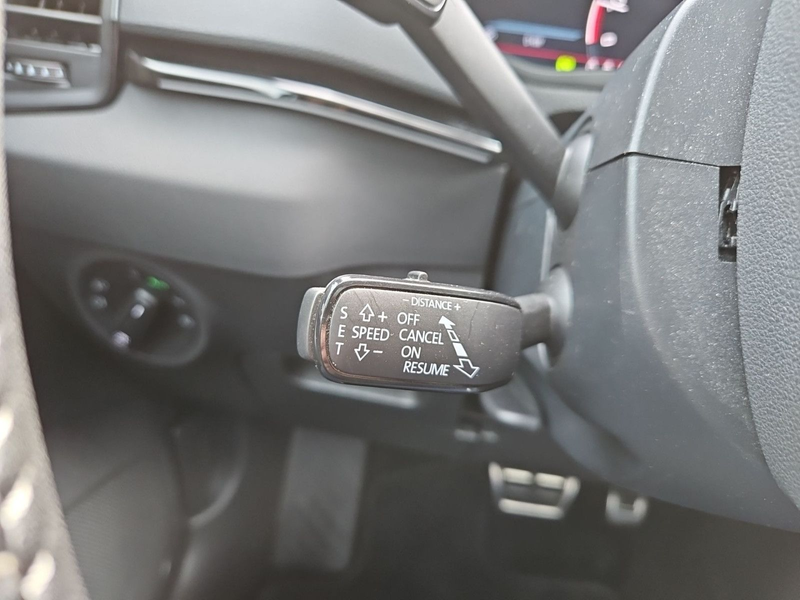 - DISTANCE +
S + OFF
E SPEED CANCEL
T - ON
RESUME